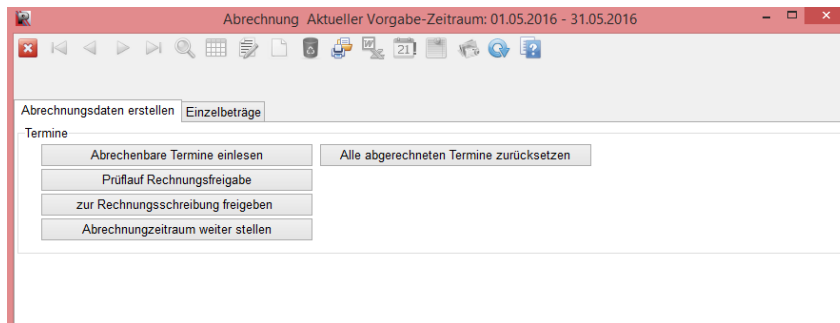 Abrechnung Aktueller Vorgabe-Zeitraum: 01.05.2016 - 31.05.2016
21
Abrechnungsdaten erstellen Einzelbeträge
Termine
Abrechenbare Termine einlesen Alle abgerechneten Termine zurücksetzen
Prüflauf Rechnungsfreigabe
zur Rechnungsschreibung freigeben
Abrechnungzeitraum weiter stellen